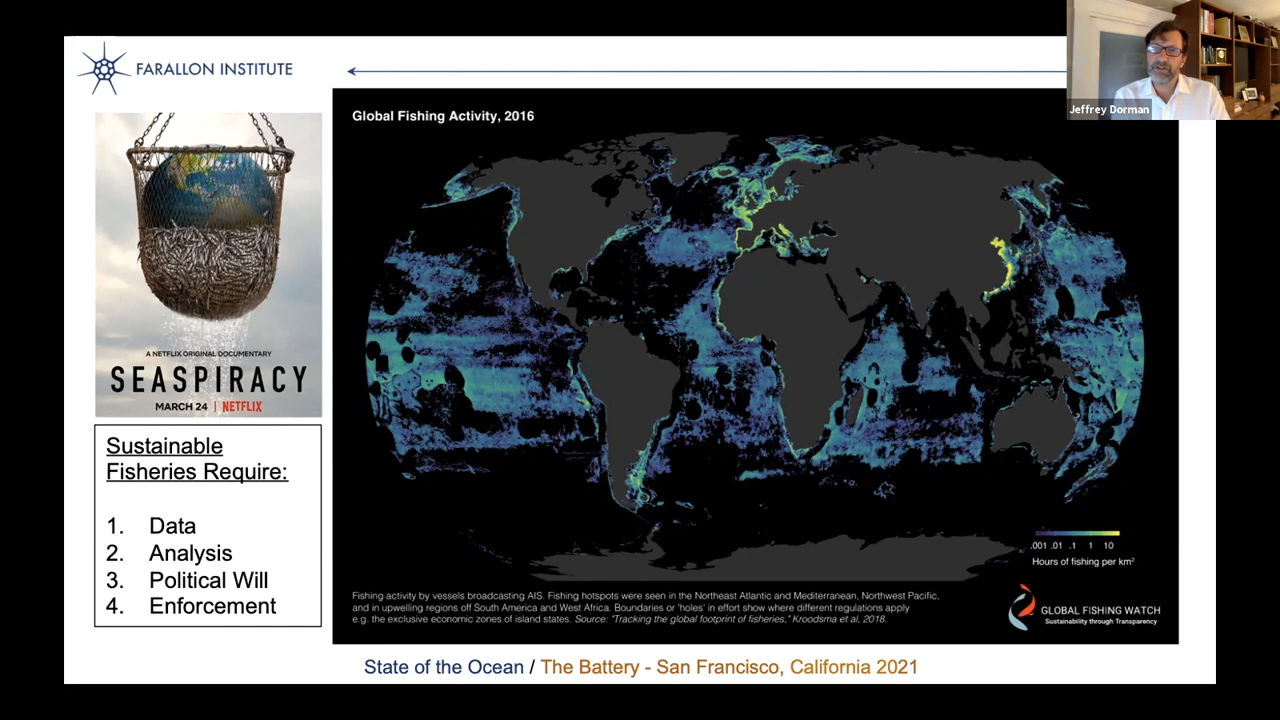 FARALLON INSTITUTE
Jeffrey Dorman
A NETFLIX ORIGINAL DOCUMENTARY
SEASPIRACY
MARCH 24 | NETFLIX
Sustainable
Fisheries Require:
1. Data
2. Analysis
3. Political Will
4. Enforcement
Global Fishing Activity, 2016
.001 .01 .1 1 10
Hours of fishing per km²
Fishing activity by vessels broadcasting AIS. Fishing hotspots were seen in the Northeast Atlantic and Mediterranean, Northwest Pacific,
and in upwelling regions off South America and West Africa. Boundaries or 'holes' in effort show where different regulations apply
e.g. the exclusive economic zones of island states. Source: "Tracking the global footprint of fisheries," Kroodsma et al, 2018.
GLOBAL FISHING WATCH
Sustainability through Transparency
State of the Ocean / The Battery - San Francisco, California 2021